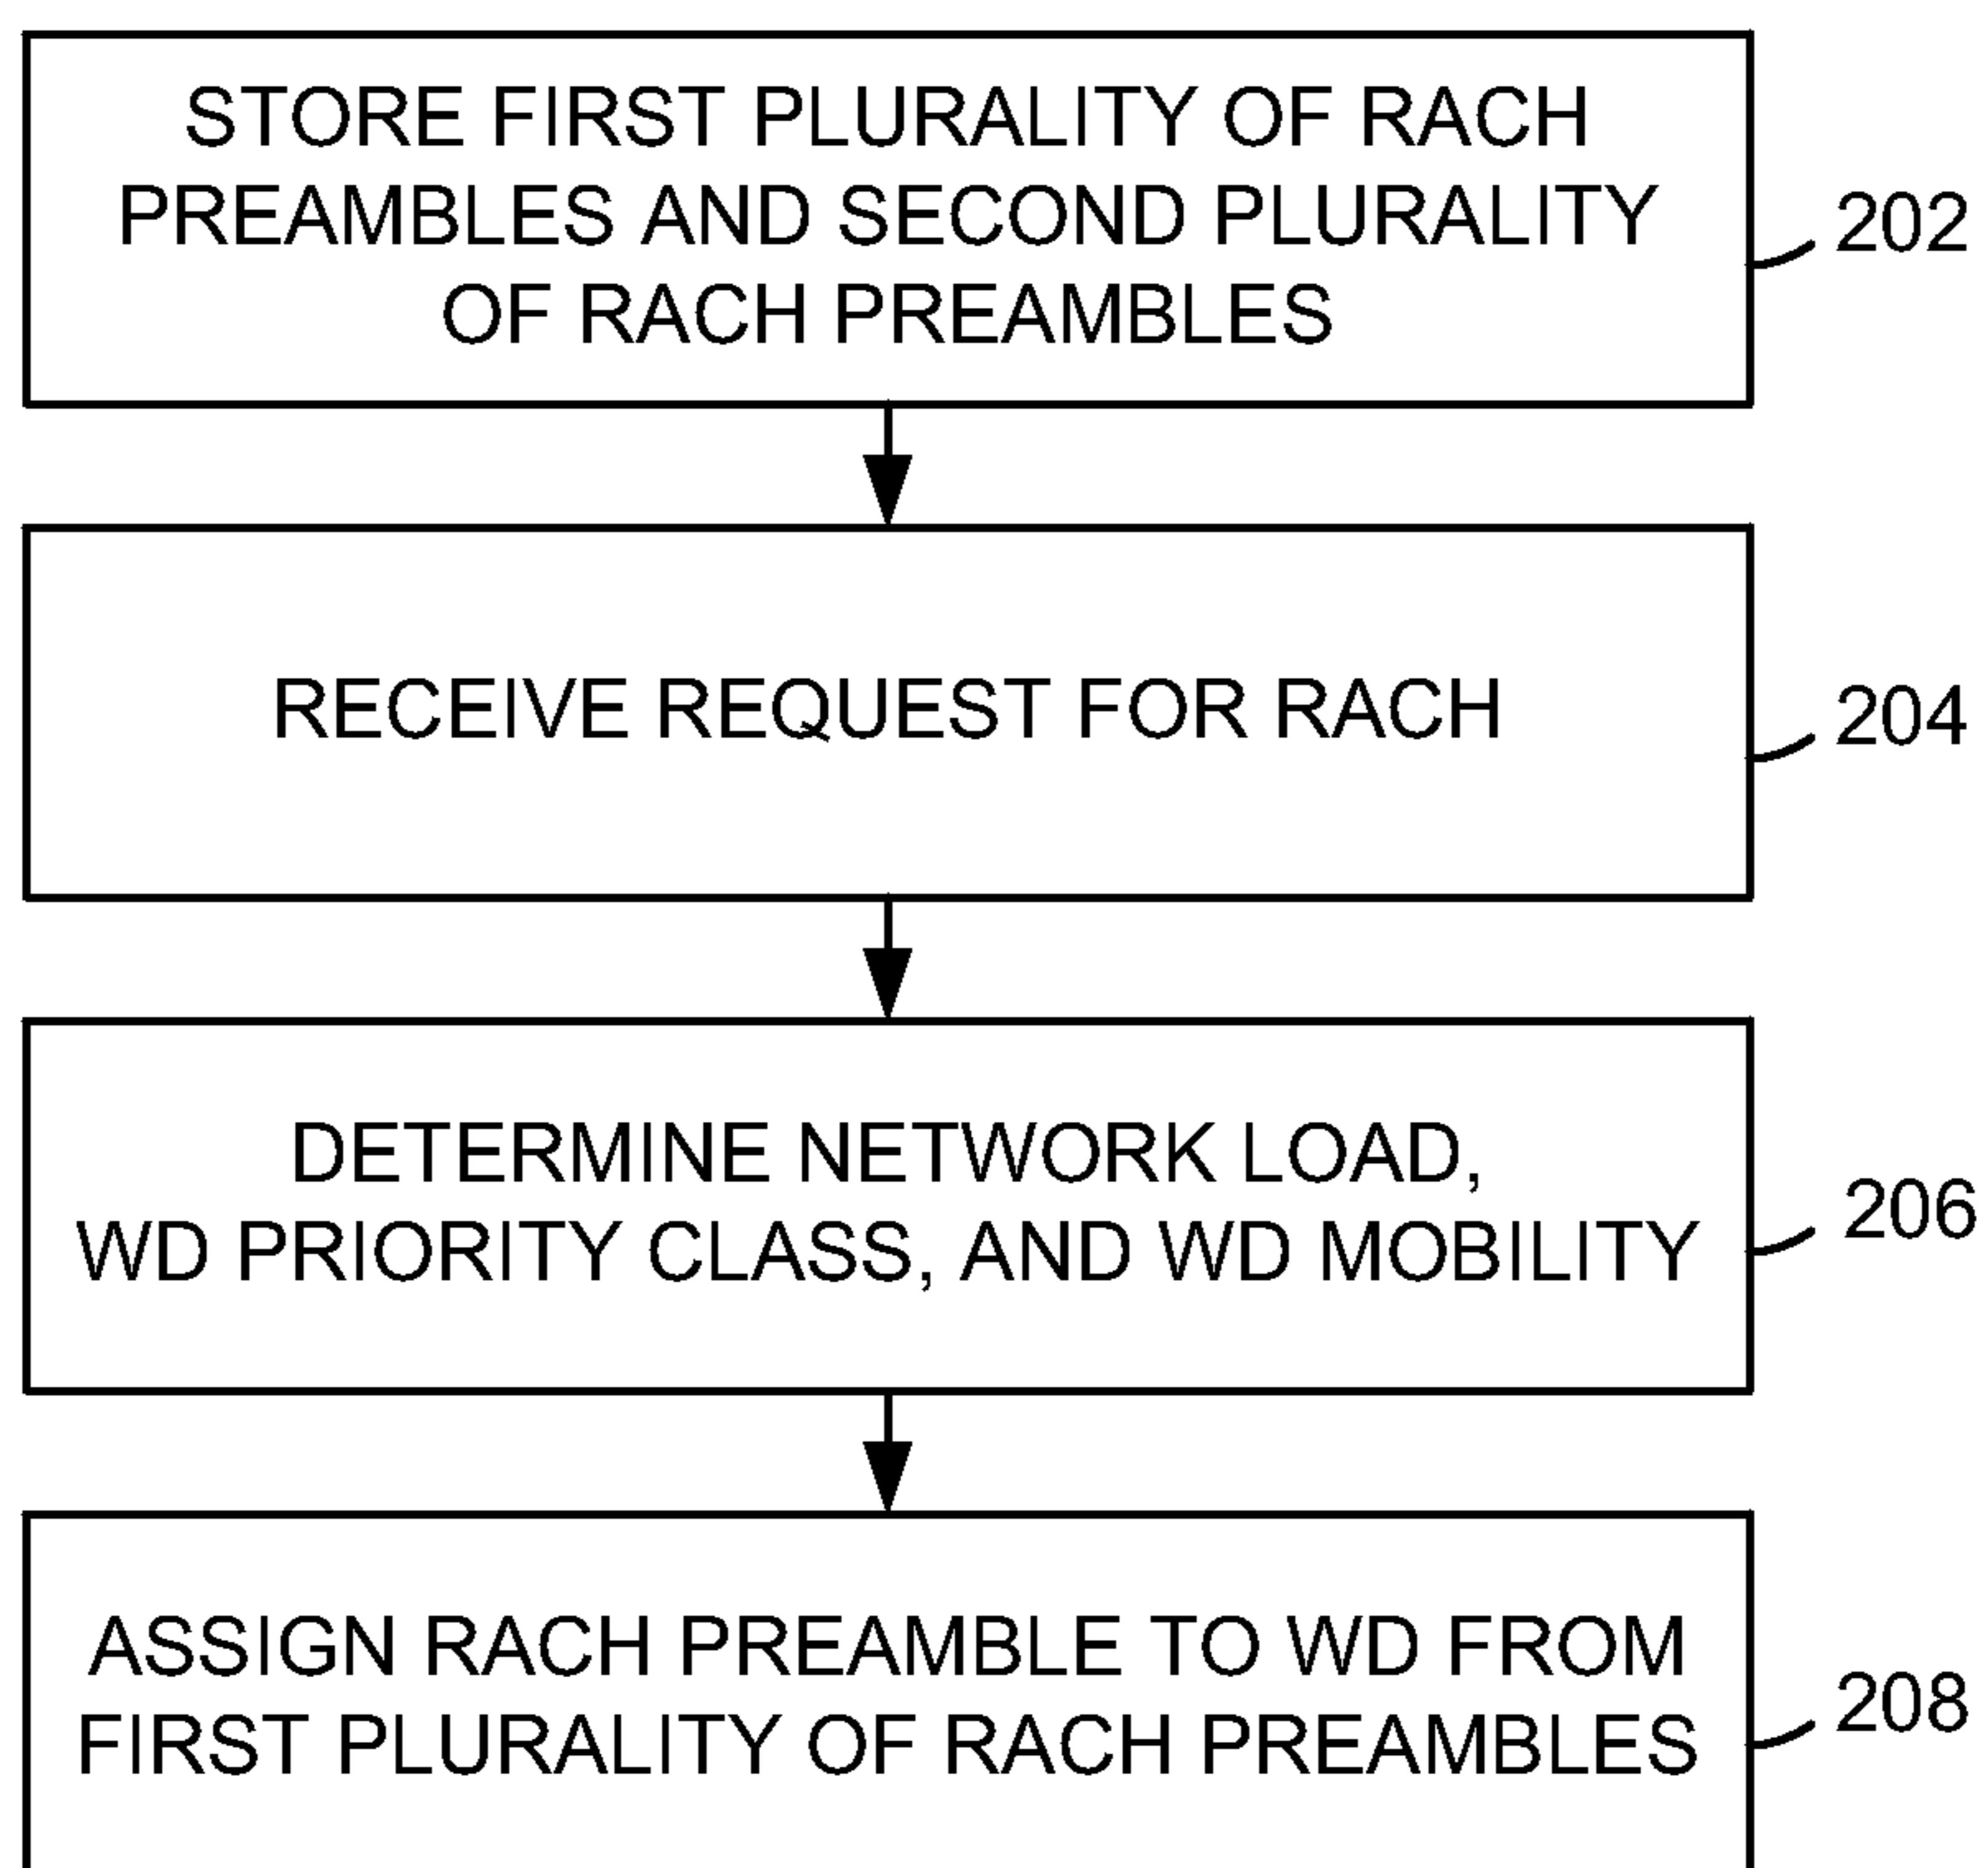 STORE FIRST PLURALITY OF RACH
PREAMBLES AND SECOND PLURALITY
OF RACH PREAMBLES
202
RECEIVE REQUEST FOR RACH
204
DETERMINE NETWORK LOAD,
WD PRIORITY CLASS, AND WD MOBILITY
206
ASSIGN RACH PREAMBLE TO WD FROM
FIRST PLURALITY OF RACH PREAMBLES
208